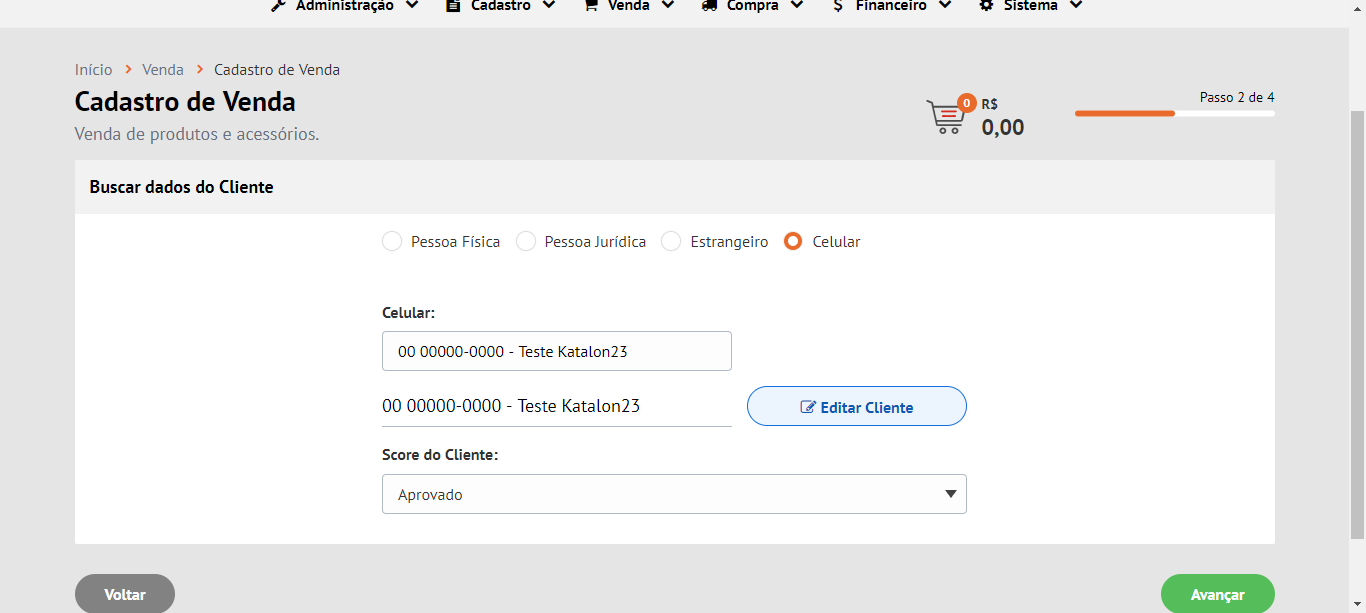 Administração Cadastro Venda Compra Financeiro Sistema
Início > Venda > Cadastro de Venda
Cadastro de Venda
Venda de produtos e acessórios.
0 R$
0,00
Passo 2 de 4
Buscar dados do Cliente
Pessoa Física Pessoa Jurídica Estrangeiro Celular
Celular:
00 00000-0000 - Teste Katalon23
00 00000-0000 - Teste Katalon23 Editar Cliente
Score do Cliente:
Aprovado
Voltar Avançar